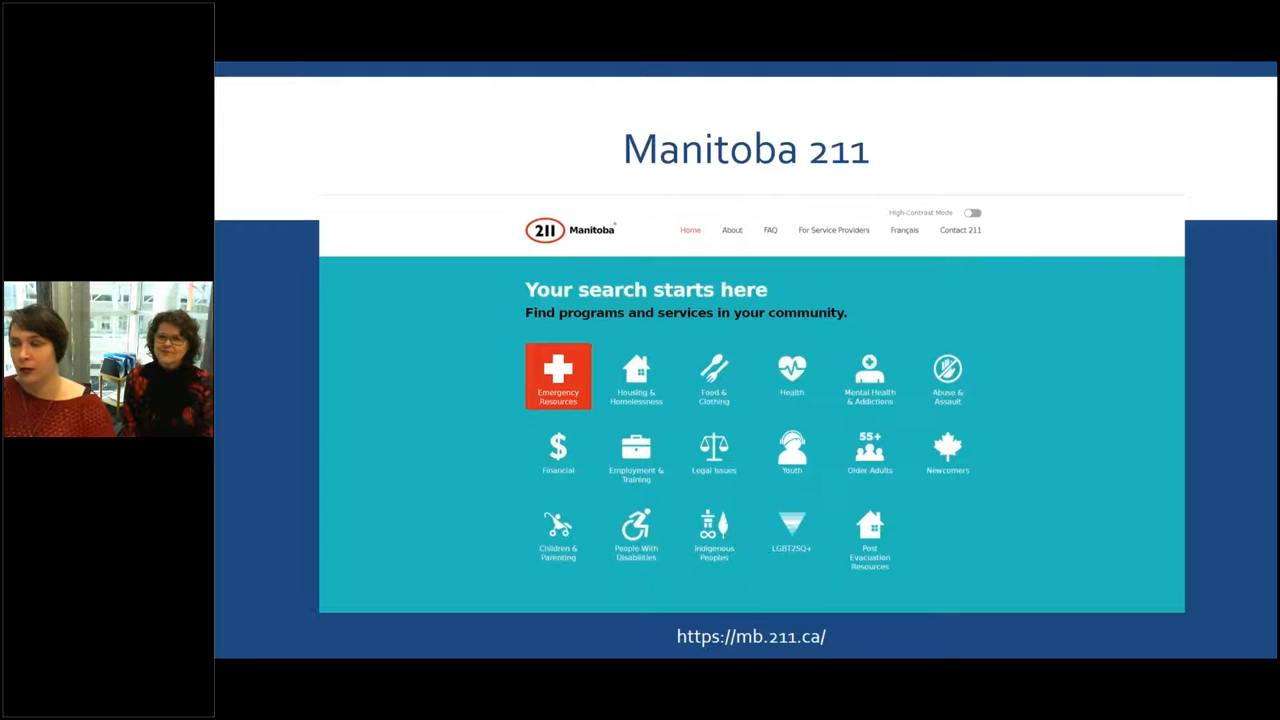 Manitoba 211
High-Contrast Mode
211 Manitoba
Home About FAQ For Service Providers Français Contact 211
Your search starts here
Find programs and services in your community.
Emergency
Resources
Housing &
Homelessness
Food &
Clothing
Health
Mental Health
& Addictions
Abuse &
Assault
Financial
Employment &
Training
Legal Issues
Youth
55+
Older Adults
Newcomers
Children &
Parenting
People With
Disabilities
Indigenous
Peoples
LGBT2SQ+
Post
Evacuation
Resources
https://mb.211.ca/